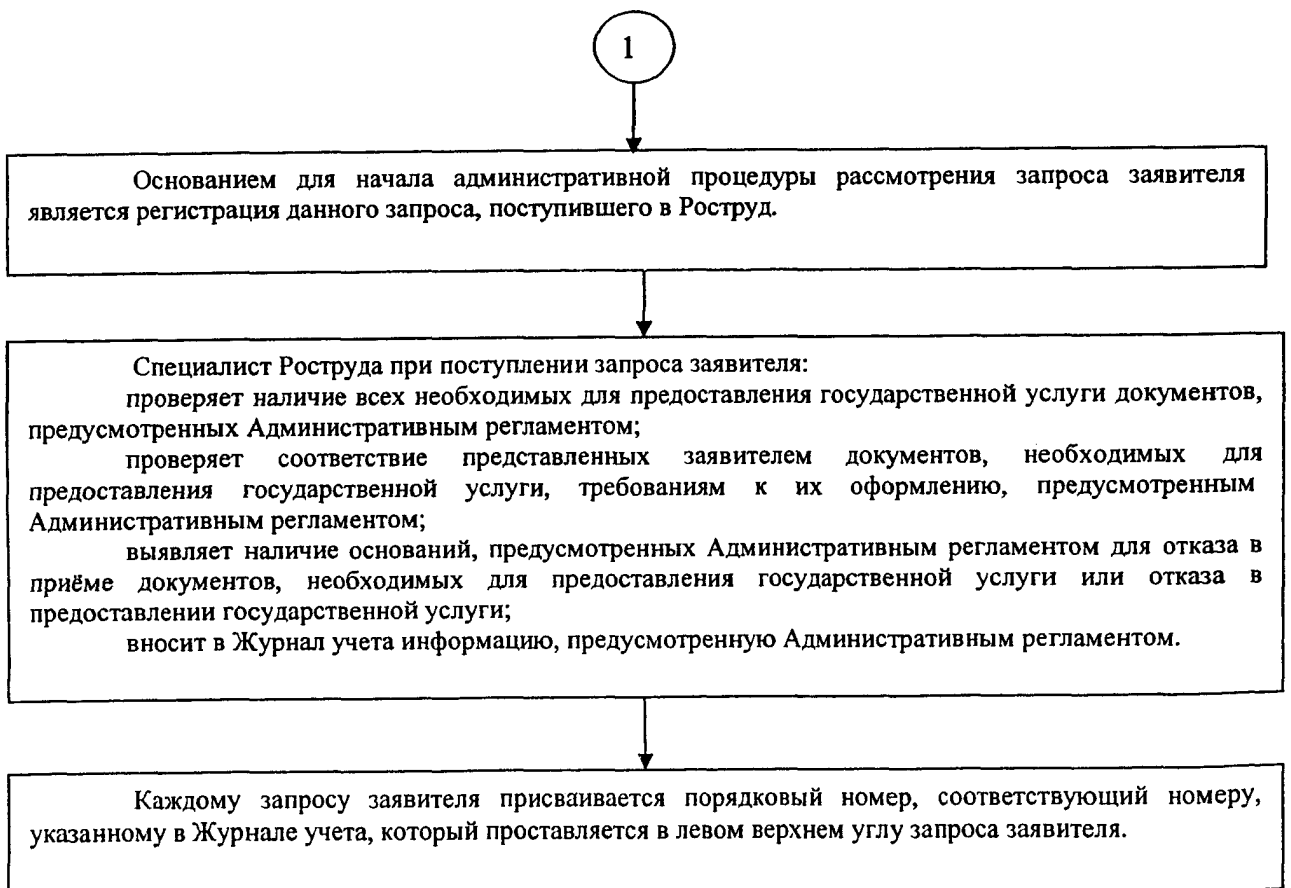 1
Основанием для начала административной процедуры рассмотрения запроса заявителя
является регистрация данного запроса, поступившего в Роструд.
Специалист Роструда при поступлении запроса заявителя:
проверяет наличие всех необходимых для предоставления государственной услуги документов,
предусмотренных Административным регламентом;
проверяет соответствие представленных заявителем документов, необходимых для
предоставления государственной услуги, требованиям к их оформлению, предусмотренным
Административным регламентом;
выявляет наличие оснований, предусмотренных Административным регламентом для отказа в
приёме документов, необходимых для предоставления государственной услуги или отказа в
предоставлении государственной услуги;
вносит в Журнал учета информацию, предусмотренную Административным регламентом.
Каждому запросу заявителя присваивается порядковый номер, соответствующий номеру,
указанному в Журнале учета, который проставляется в левом верхнем углу запроса заявителя.